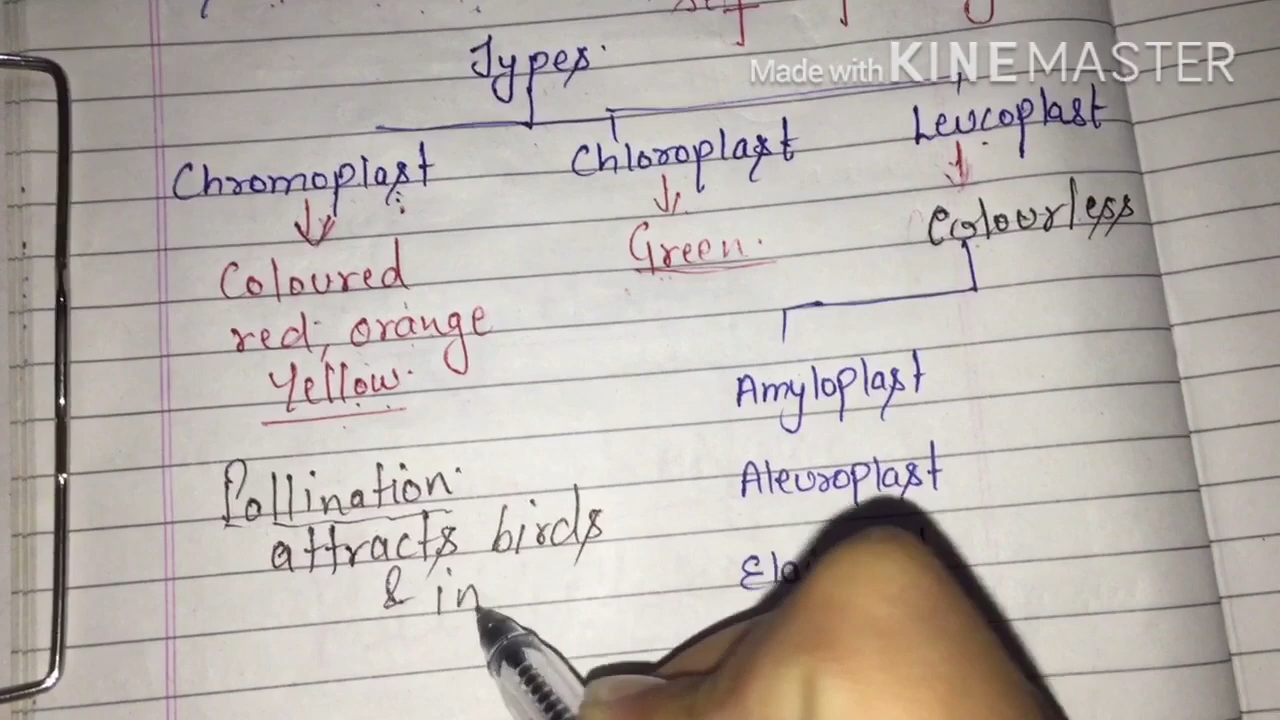 Types.
Made with KINEMASTER
Chromoplast
Chloroplast
Leucoplast
Coloured
red, orange
Yellow.
Green.
Colourless
Amyloplast
Aleuroplast
Pollination.
attracts birds
& in